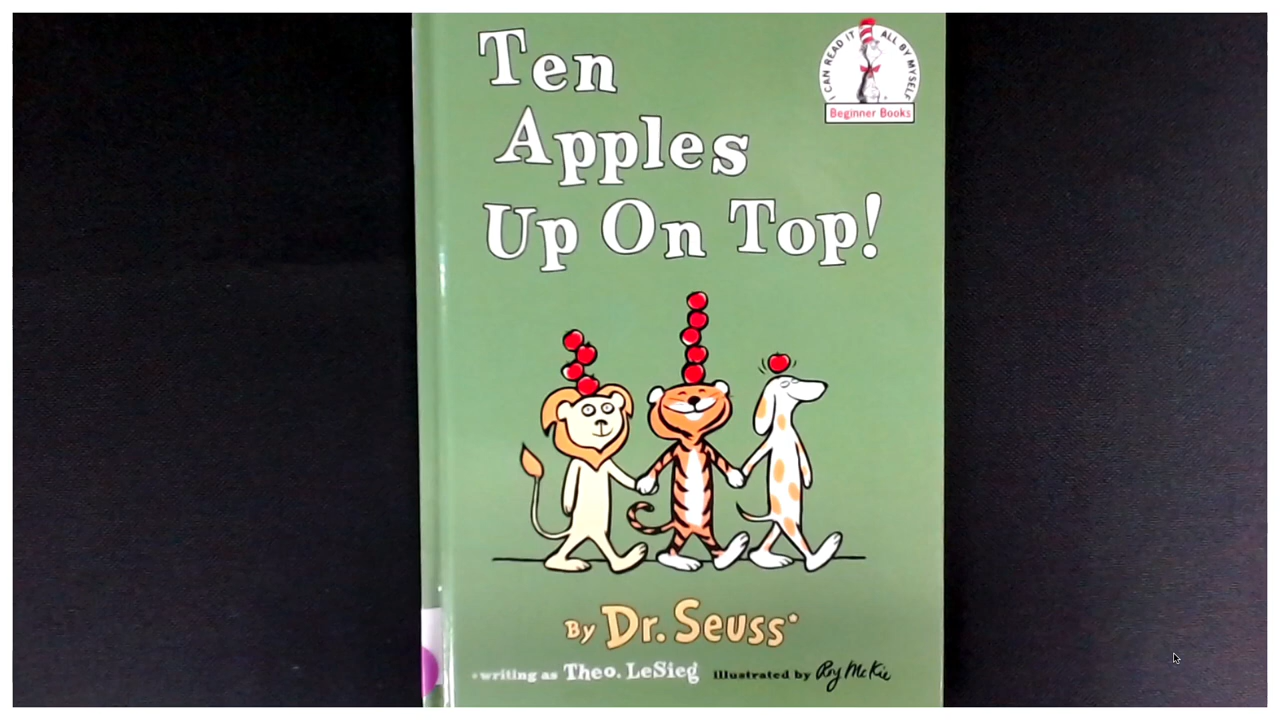 Ten
Apples
Up On Top!
I CAN READ IT ALL BY MYSELF
Beginner Books
By Dr. Seuss*
*writing as Theo. LeSieg illustrated by Roy McKie